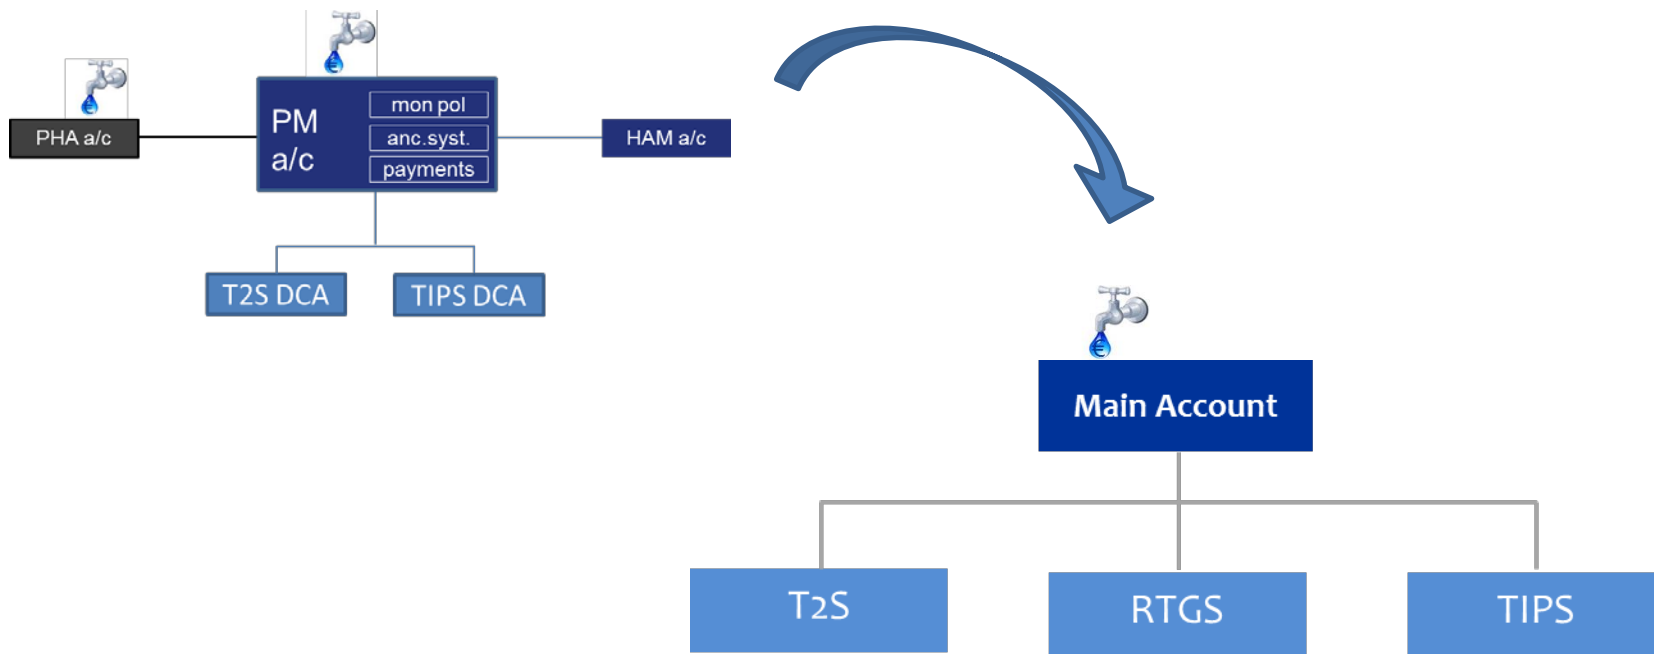 €
€
PHA a/c
PM
a/c
mon pol
anc.syst.
payments
HAM a/c
T2S DCA
TIPS DCA
€
Main Account
T2S
RTGS
TIPS